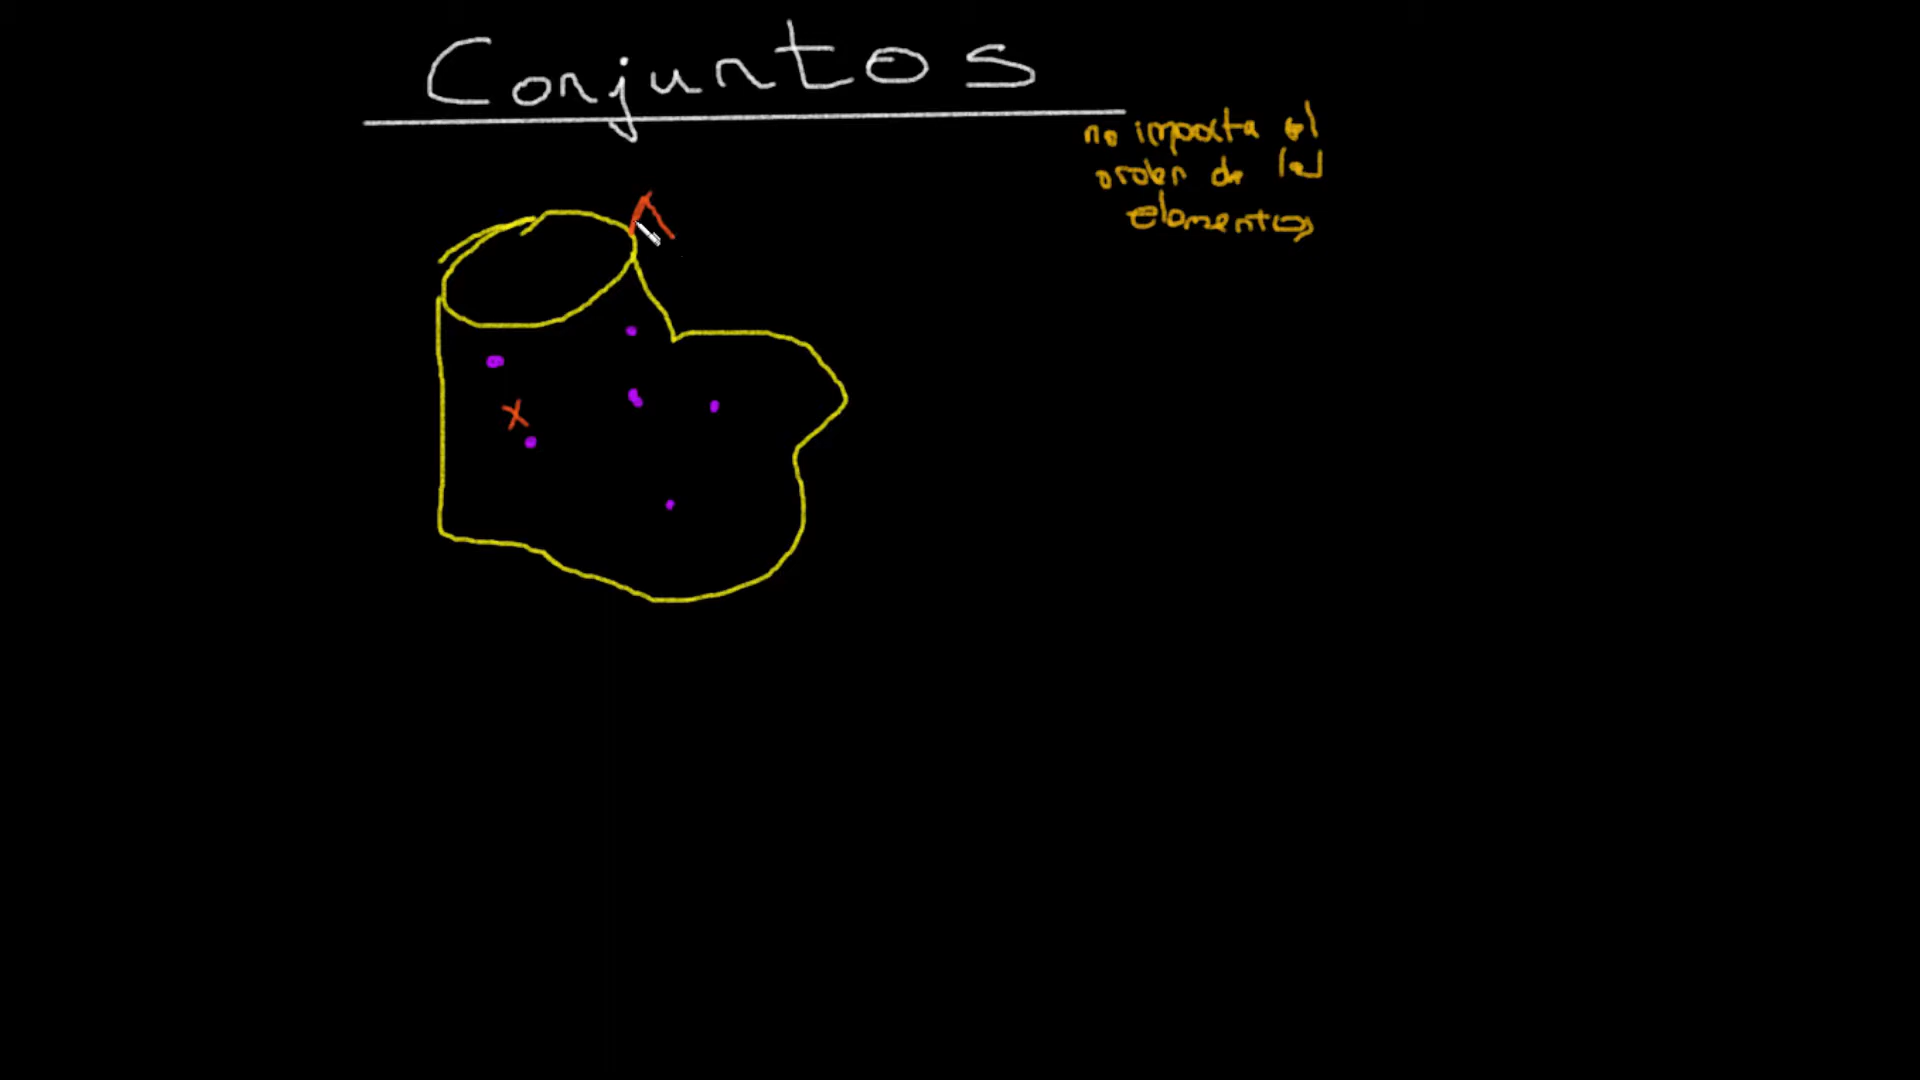 Conjuntos
no importa el
orden de los
elementos
x